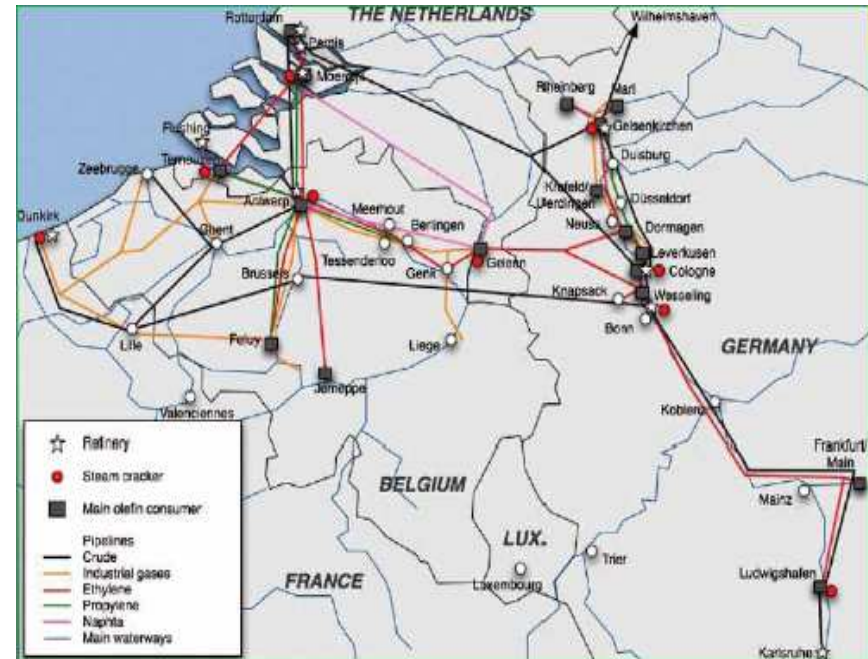 Rotterdam
THE NETHERLANDS
Wilhelmshaven
Pernis
Moerdijk
Rheinberg
Marl
Gelsenkirchen
Flushing
Terneuzen
Duisburg
Zeebrugge
Krefeld/
Uerdingen
Düsseldorf
Antwerp
Meerhout
Neuss
Dormagen
Dunkirk
Ghent
Berlingen
Leverkusen
Tessenderloo
Geleen
Cologne
Brussels
Genk
Knapsack
Wesseling
Lille
Feluy
Liege
Bonn
GERMANY
Jemeppe
Valenciennes
Koblenz
Frankfurt/
Main
Refinery
Steam cracker
BELGIUM
Mainz
Main olefin consumer
LUX.
Pipelines
Crude
Trier
Industrial gases
FRANCE
Luxembourg
Ludwigshafen
Ethylene
Propylene
Naphta
Main waterways
Karlsruhe